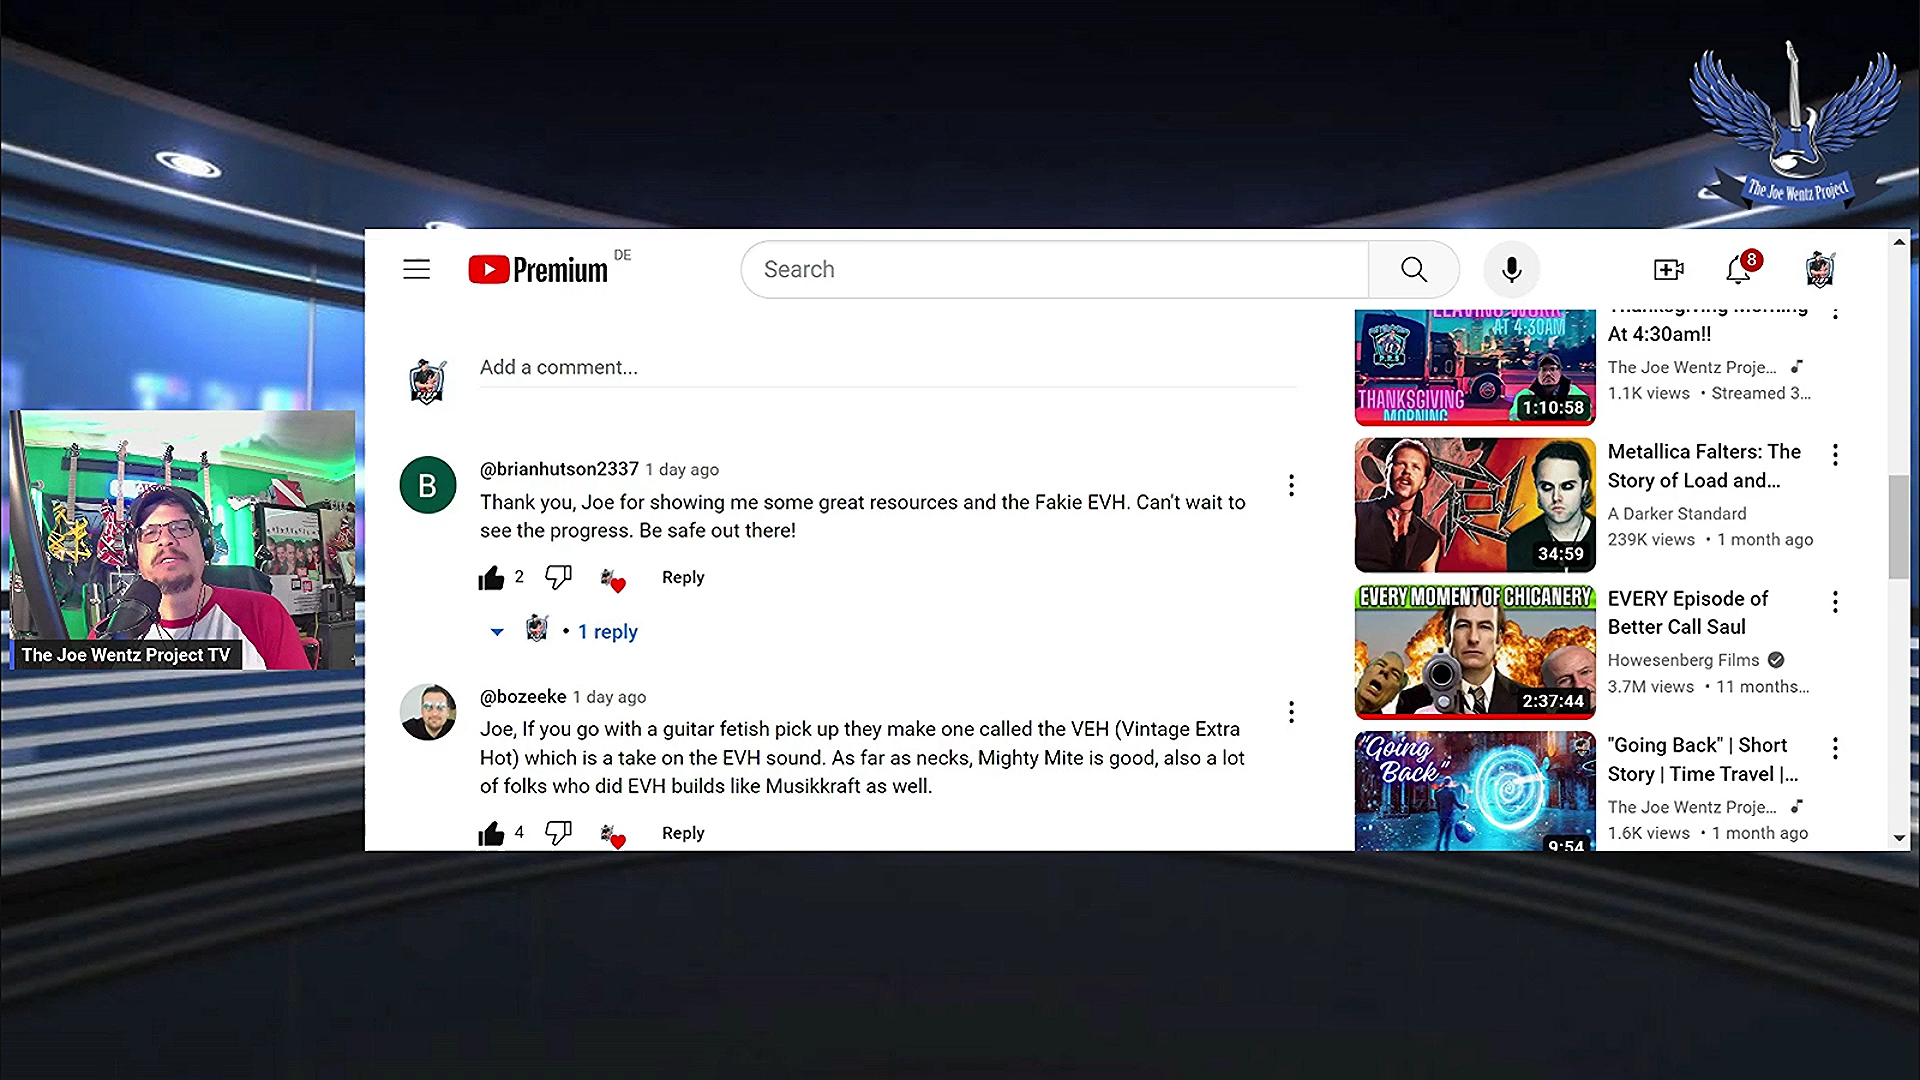 The Joe Wentz Project
Premium DE
Search
8
Add a comment...
@brianhutson2337 1 day ago
Thank you, Joe for showing me some great resources and the Fakie EVH. Can't wait to
see the progress. Be safe out there!
2
Reply
• 1 reply
B
@bozeeke 1 day ago
Joe, If you go with a guitar fetish pick up they make one called the VEH (Vintage Extra
Hot) which is a take on the EVH sound. As far as necks, Mighty Mite is good, also a lot
of folks who did EVH builds like Musikkraft as well.
4
Reply
The Joe Wentz Project TV
LEAVING WORK
AT 4:30AM
P.R.S
THANKSGIVING
MORNING
1:10:58
Thanksgiving Morning
At 4:30am!!
The Joe Wentz Proje...
1.1K views • Streamed 3...
34:59
Metallica Falters: The
Story of Load and...
A Darker Standard
239K views • 1 month ago
EVERY MOMENT OF CHICANERY
2:37:44
EVERY Episode of
Better Call Saul
Howesenberg Films
3.7M views • 11 months...
"Going
Back"
9:54
"Going Back" | Short
Story | Time Travel |...
The Joe Wentz Proje...
1.6K views • 1 month ago